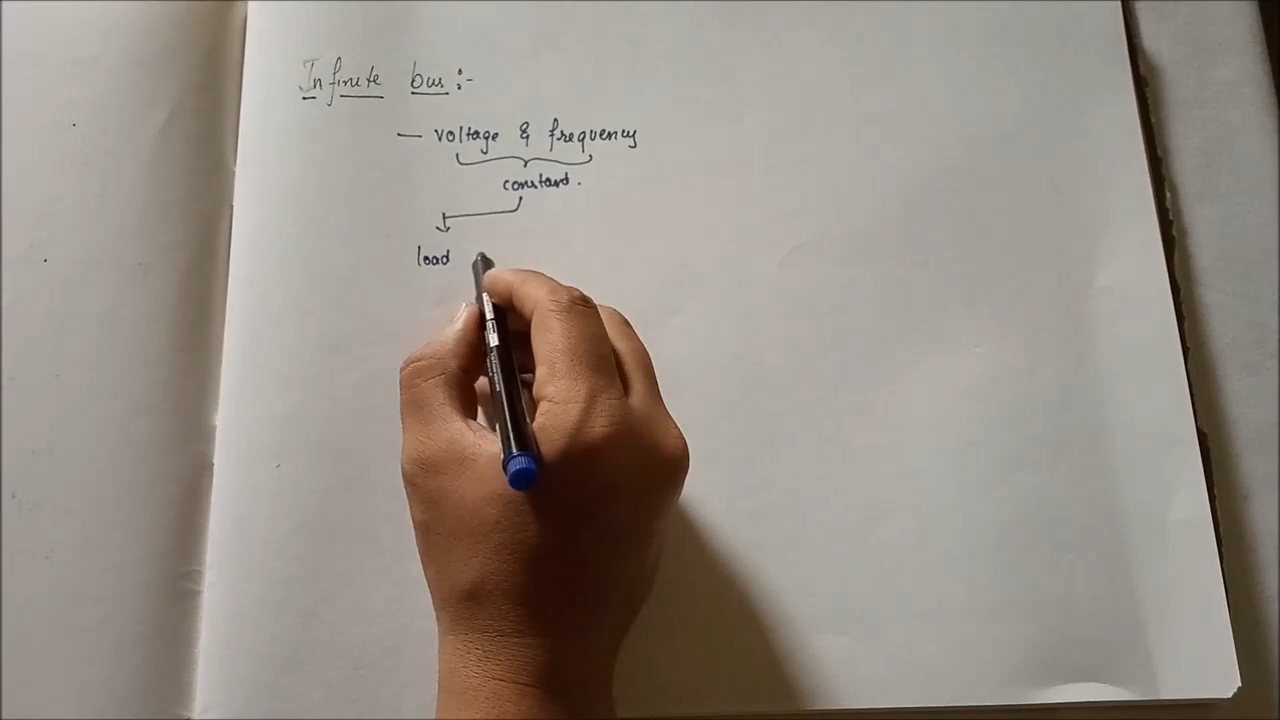 Infinite bus :-
— voltage & frequency
constant.
load